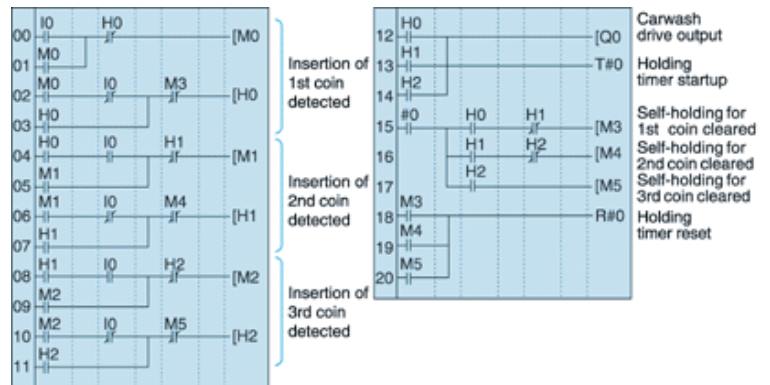 I0 H0
00 [M0
M0
01
M0 I0 M3
02 [H0
H0
03
H0 I0 H1
04 [M1
M1
05
M1 I0 M4
06 [H1
H1
07
H1 I0 H2
08 [M2
M2
09
M2 I0 M5
10 [H2
H2
11
Insertion of
1st coin
detected
Insertion of
2nd coin
detected
Insertion of
3rd coin
detected
H0
12 [Q0
H1
13 T#0
H2
14
#0 H0 H1
15 [M3
H1 H2
16 [M4
H2
17 [M5
M3
18 R#0
M4
19
M5
20
Carwash
drive output
Holding
timer startup
Self-holding for
1st coin cleared
Self-holding for
2nd coin cleared
Self-holding for
3rd coin cleared
Holding
timer reset